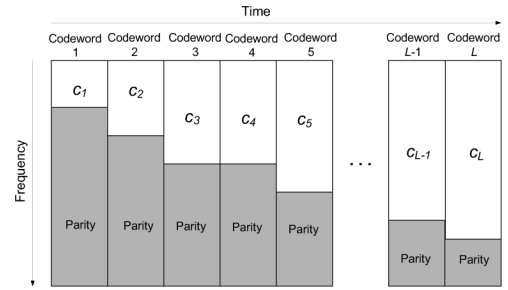 Time
Codeword Codeword Codeword Codeword Codeword Codeword Codeword
1 2 3 4 5 L-1 L
Frequency
c1 c2 c3 c4 c5 . . . cL-1 cL
Parity Parity Parity Parity Parity Parity Parity